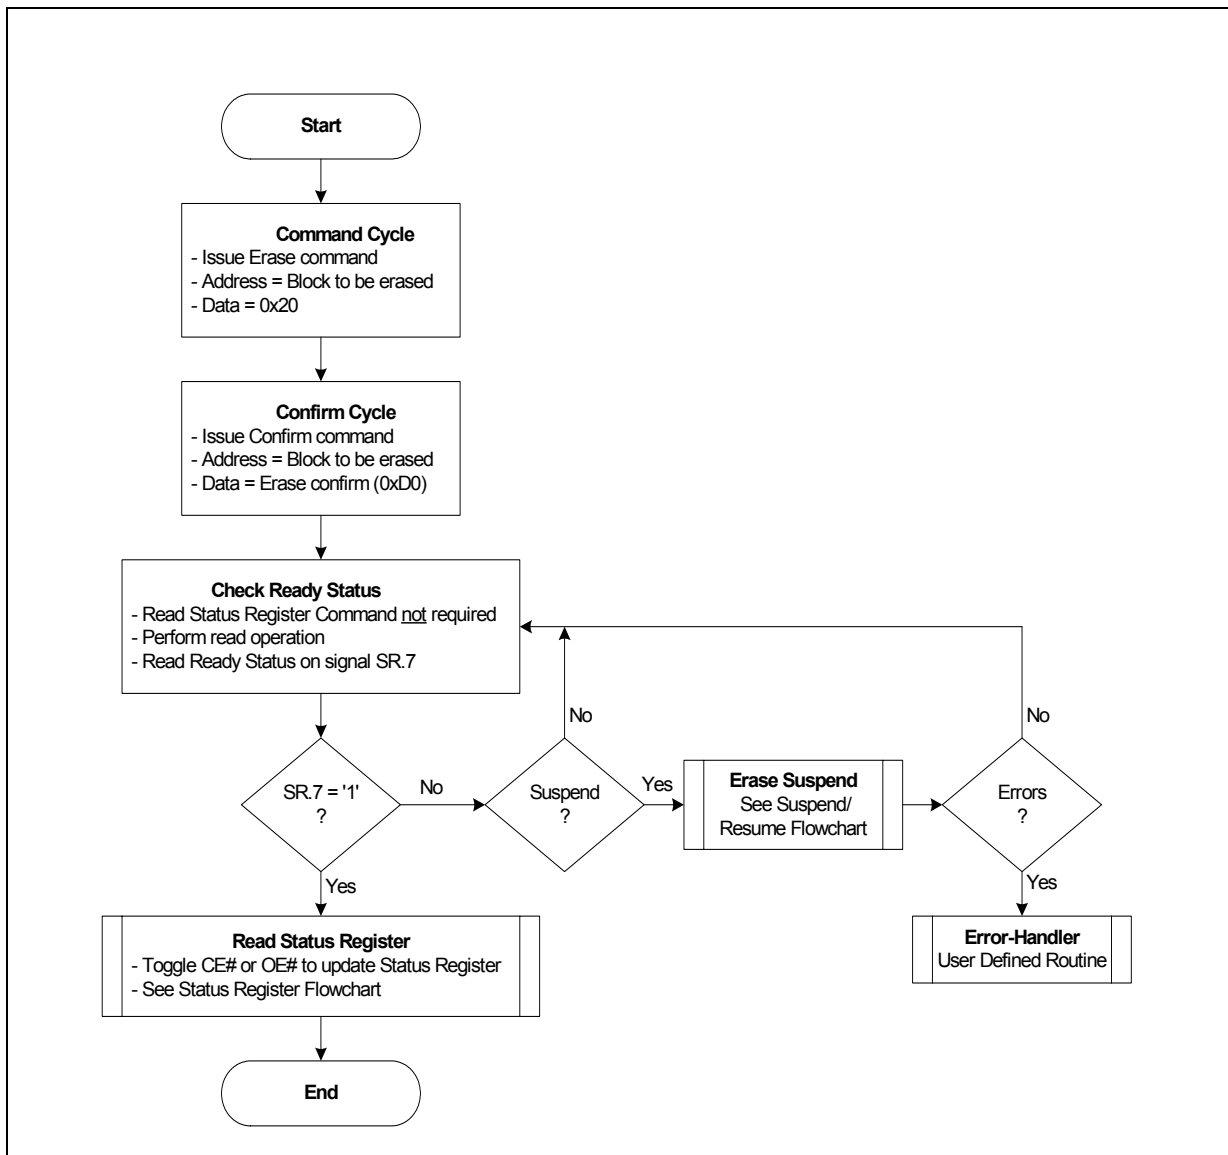 Start
Command Cycle
- Issue Erase command
- Address = Block to be erased
- Data = 0x20
Confirm Cycle
- Issue Confirm command
- Address = Block to be erased
- Data = Erase confirm (0xD0)
Check Ready Status
- Read Status Register Command not required
- Perform read operation
- Read Ready Status on signal SR.7
No
No
SR.7 = '1'
?
No
Suspend
?
Yes
Erase Suspend
See Suspend/
Resume Flowchart
Errors
?
Yes
Yes
Read Status Register
- Toggle CE# or OE# to update Status Register
- See Status Register Flowchart
Error-Handler
User Defined Routine
End